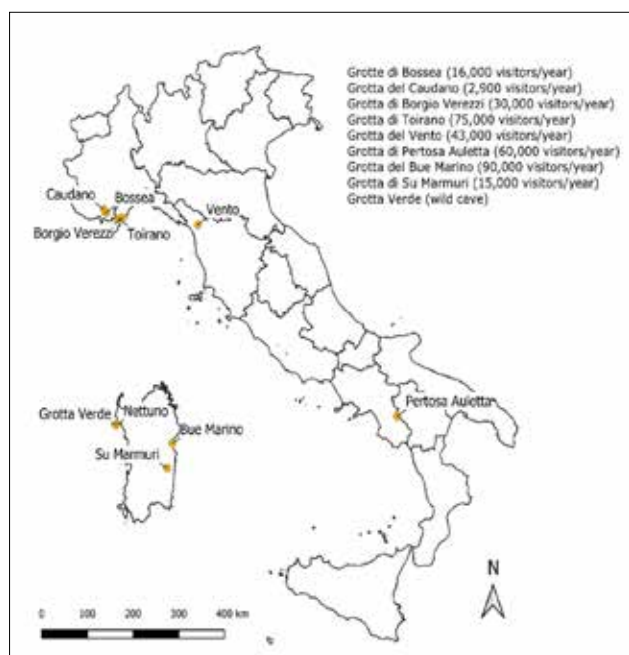 Grotte di Bossea (16,000 visitors/year)
Grotta del Caudano (2,900 visitors/year)
Grotta di Borgio Verezzi (30,000 visitors/year)
Grotta di Toirano (75,000 visitors/year)
Grotta del Vento (43,000 visitors/year)
Grotta di Pertosa Auletta (60,000 visitors/year)
Grotta del Bue Marino (90,000 visitors/year)
Grotta di Su Marmuri (15,000 visitors/year)
Grotta Verde (wild cave)
Caudano
Bossea
Vento
Borgio Verezzi
Toirano
Pertosa Auletta
Nettuno
Grotta Verde
Bue Marino
Su Marmuri
N
0 100 200 300 400 km